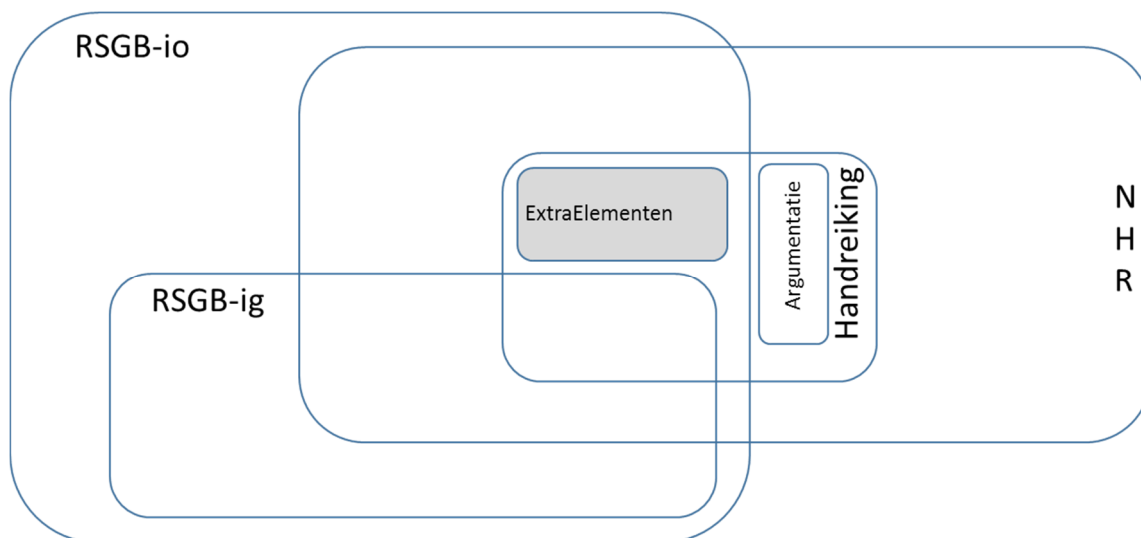 RSGB-io
ExtraElementen
Argumentatie
Handreiking
N
H
R
RSGB-ig